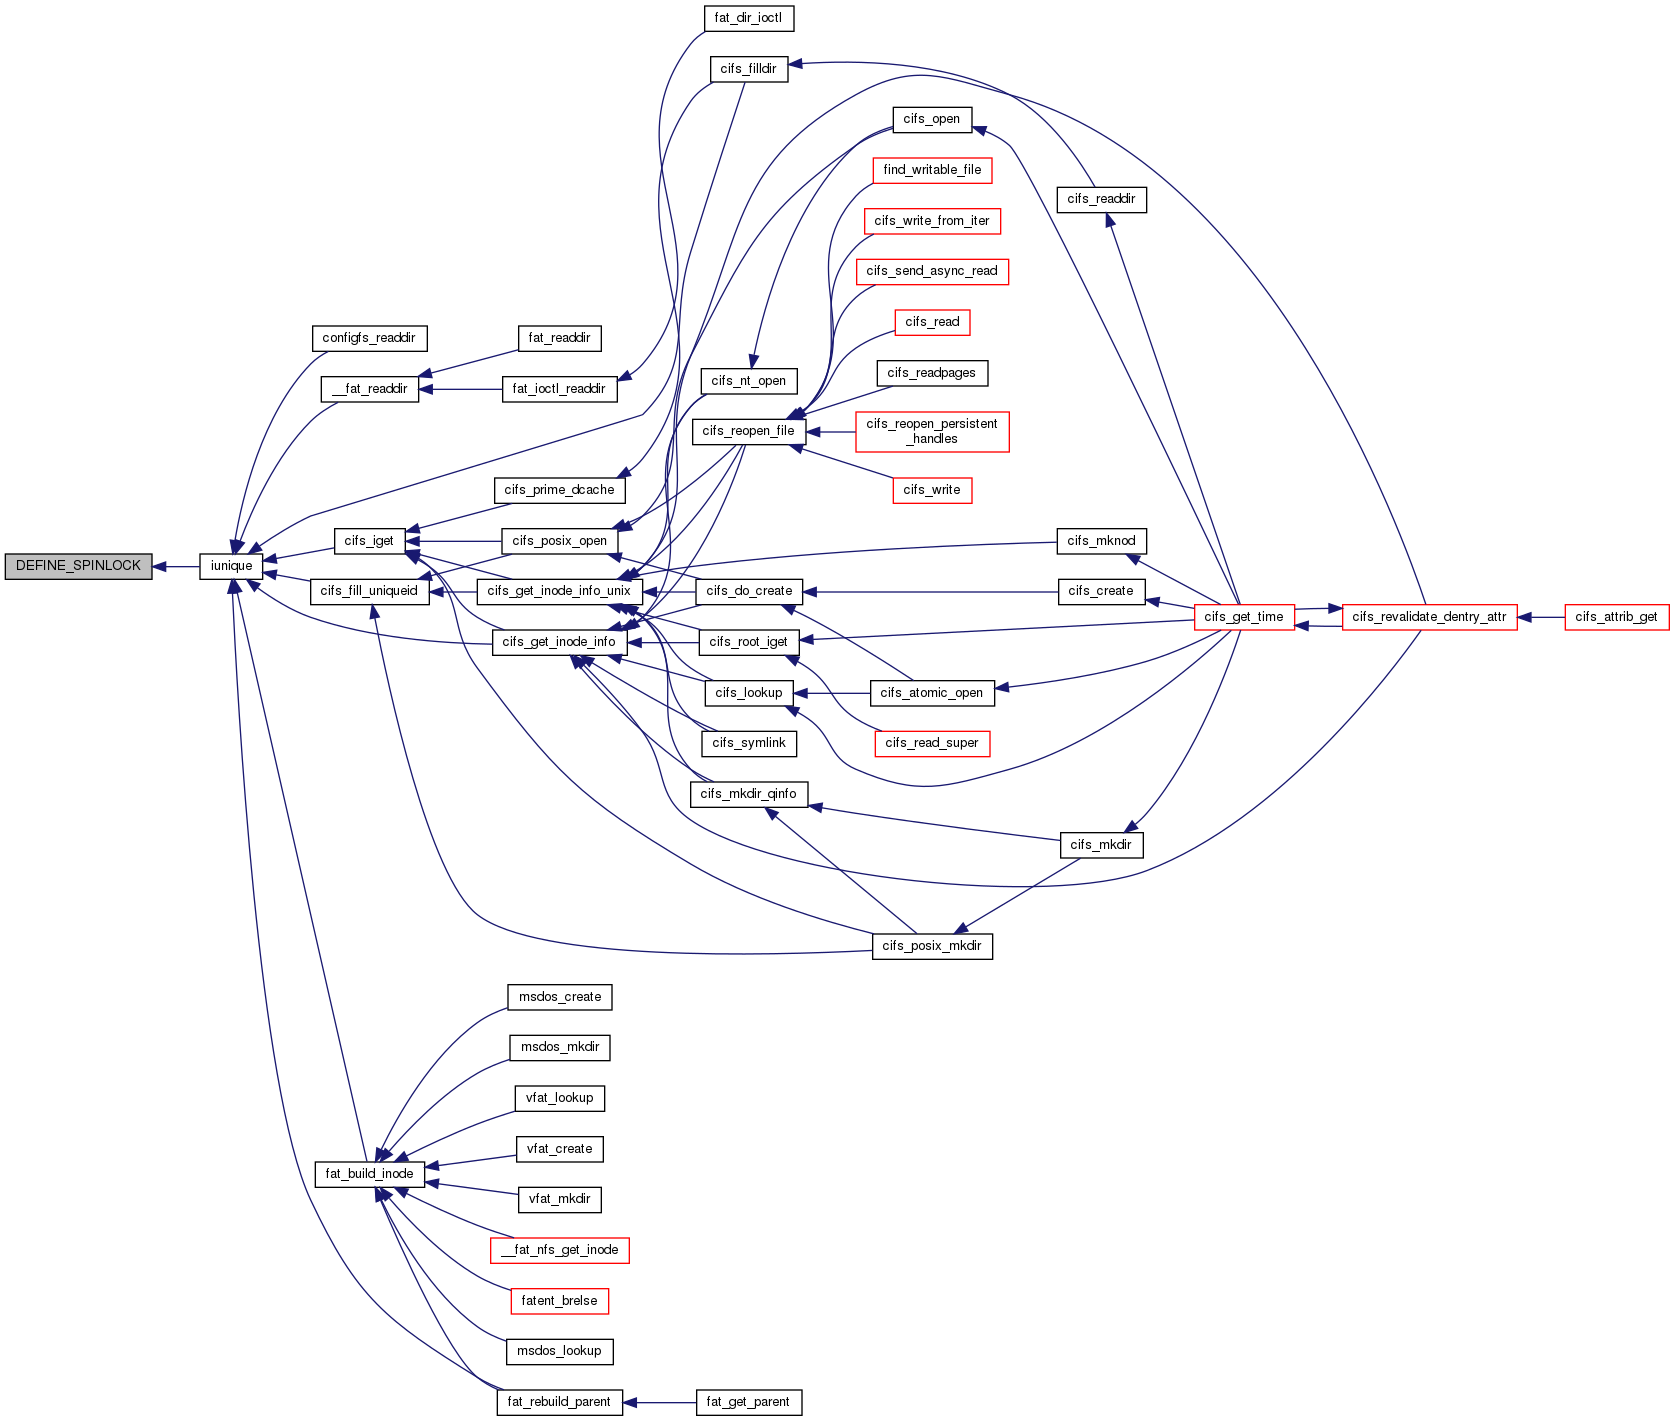 fat_dir_ioctl
cifs_filldir
cifs_open
find_writable_file
cifs_readdir
cifs_write_from_iter
cifs_send_async_read
cifs_read
configfs_readdir
fat_readdir
cifs_readpages
cifs_nt_open
__fat_readdir
fat_ioctl_readdir
cifs_reopen_file
cifs_reopen_persistent
_handles
cifs_prime_dcache
cifs_write
cifs_iget
cifs_posix_open
cifs_mknod
DEFINE_SPINLOCK
iunique
cifs_fill_uniqueid
cifs_get_inode_info_unix
cifs_do_create
cifs_create
cifs_get_time
cifs_revalidate_dentry_attr
cifs_attrib_get
cifs_get_inode_info
cifs_root_iget
cifs_lookup
cifs_atomic_open
cifs_symlink
cifs_read_super
cifs_mkdir_qinfo
cifs_mkdir
cifs_posix_mkdir
msdos_create
msdos_mkdir
vfat_lookup
vfat_create
fat_build_inode
vfat_mkdir
__fat_nfs_get_inode
fatent_brelse
msdos_lookup
fat_rebuild_parent
fat_get_parent